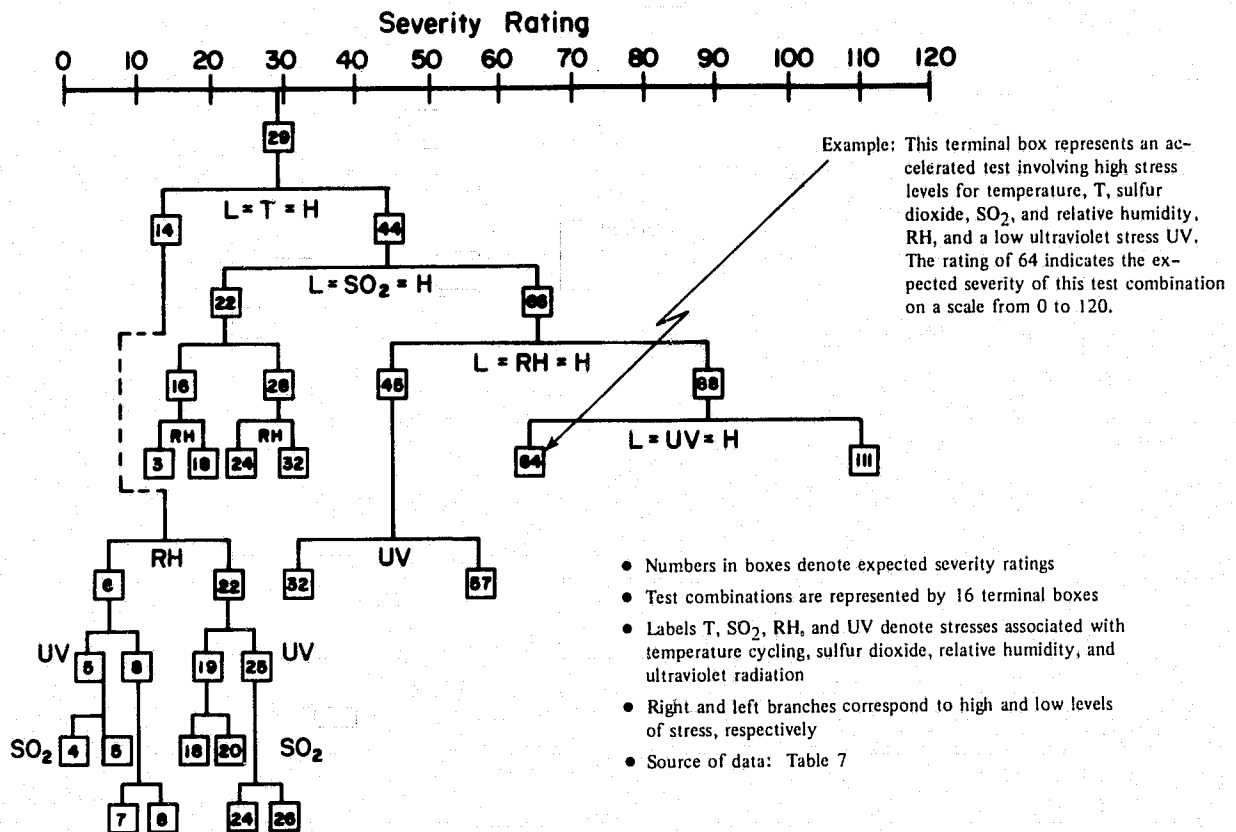 Severity Rating
0 10 20 30 40 50 60 70 80 90 100 110 120
29
Example: This terminal box represents an ac-
celerated test involving high stress
levels for temperature, T, sulfur
dioxide, SO₂, and relative humidity,
RH, and a low ultraviolet stress UV.
The rating of 64 indicates the ex-
pected severity of this test combination
on a scale from 0 to 120.
L = T = H
14 44
L = SO₂ = H
22 66
L = RH = H
16 28 45 88
RH RH
L = UV = H
13 19 24 32 64 111
RH UV
6 22 32 57
UV 5 8 19 25 UV
SO₂ 4 5 18 20 SO₂
7 8 24 26
• Numbers in boxes denote expected severity ratings
• Test combinations are represented by 16 terminal boxes
• Labels T, SO₂, RH, and UV denote stresses associated with
temperature cycling, sulfur dioxide, relative humidity, and
ultraviolet radiation
• Right and left branches correspond to high and low levels
of stress, respectively
• Source of data: Table 7